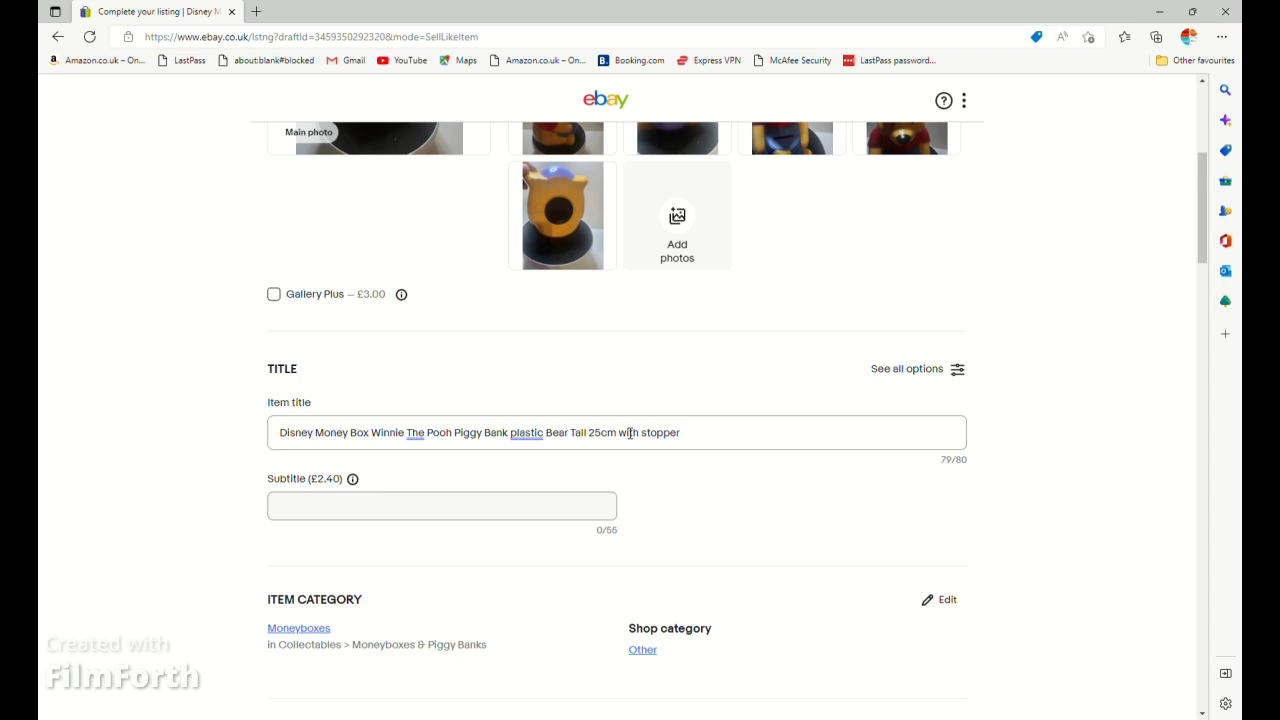 Complete your listing | Disney M
https://www.ebay.co.uk/lstng?draftId=3459350292320&mode=SellLikeItem
Amazon.co.uk – On... LastPass about:blank#blocked Gmail YouTube Maps Amazon.co.uk – On... Booking.com Express VPN McAfee Security LastPass password... Other favourites
ebay
Main photo
Add
photos
Gallery Plus – £3.00
TITLE
See all options
Item title
Disney Money Box Winnie The Pooh Piggy Bank plastic Bear Tall 25cm with stopper
79/80
Subtitle (£2.40)
0/55
ITEM CATEGORY
Edit
Moneyboxes
in Collectables > Moneyboxes & Piggy Banks
Shop category
Other
Created with
FilmForth